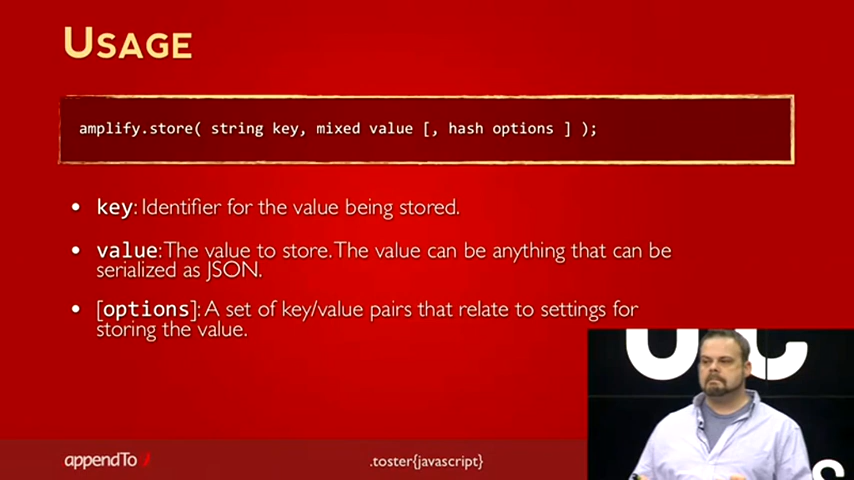 USAGE
amplify.store( string key, mixed value [, hash options ] );
• key: Identifier for the value being stored.
• value: The value to store. The value can be anything that can be
serialized as JSON.
• [options]: A set of key/value pairs that relate to settings for
storing the value.
appendTo
.toster{javascript}